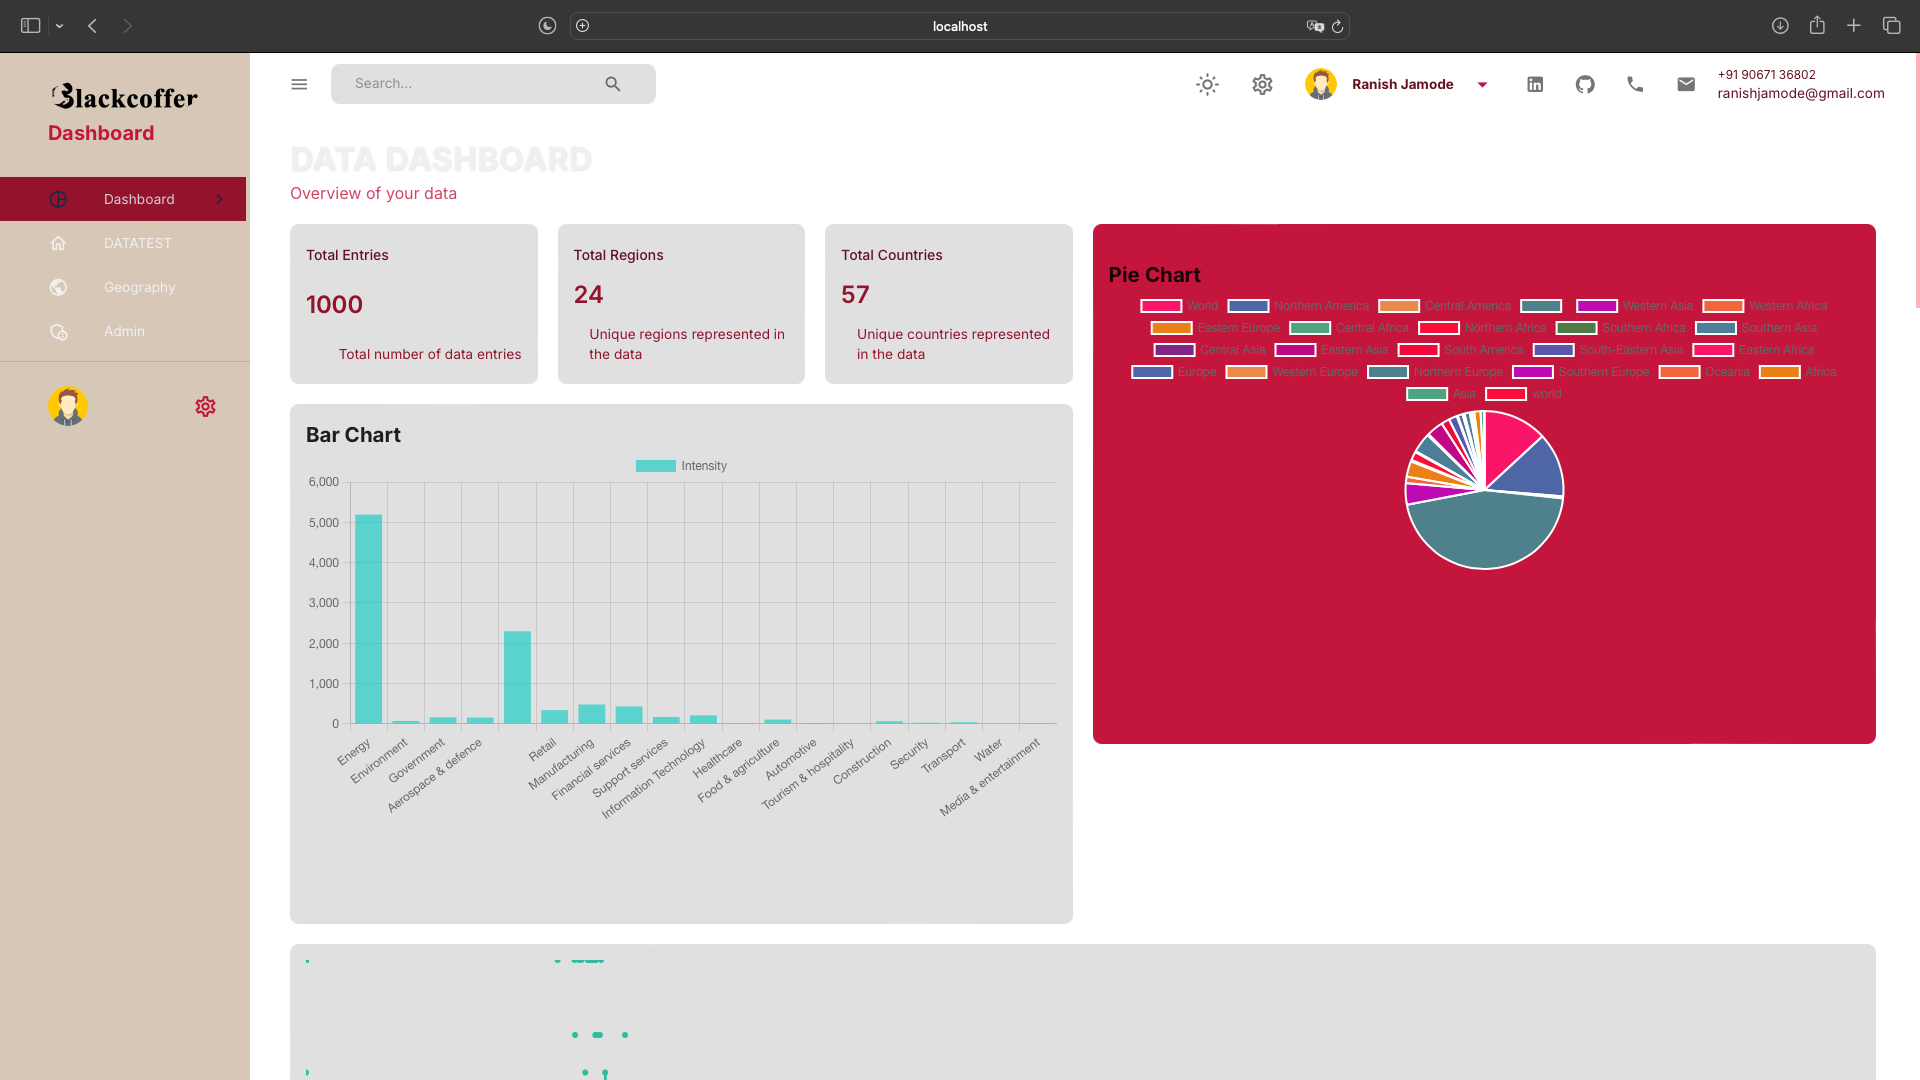 localhost
Blackcoffer
Dashboard
Dashboard
DATATEST
Geography
Admin
Search...
Ranish Jamode
+91 90671 36802
ranishjamode@gmail.com
DATA DASHBOARD
Overview of your data
Total Entries
1000
Total number of data entries
Total Regions
24
Unique regions represented in
the data
Total Countries
57
Unique countries represented
in the data
Bar Chart
Intensity
6,000
5,000
4,000
3,000
2,000
1,000
0
Energy
Environment
Government
Aerospace & defence
Retail
Manufacturing
Financial services
Support services
Information Technology
Healthcare
Food & agriculture
Automotive
Tourism & hospitality
Construction
Security
Transport
Water
Media & entertainment
Pie Chart
World Northern America Central America Western Asia Western Africa
Eastern Europe Central Africa Northern Africa Southern Africa Southern Asia
Central Asia Eastern Asia South America South-Eastern Asia Eastern Africa
Europe Western Europe Northern Europe Southern Europe Oceania Africa
Asia world